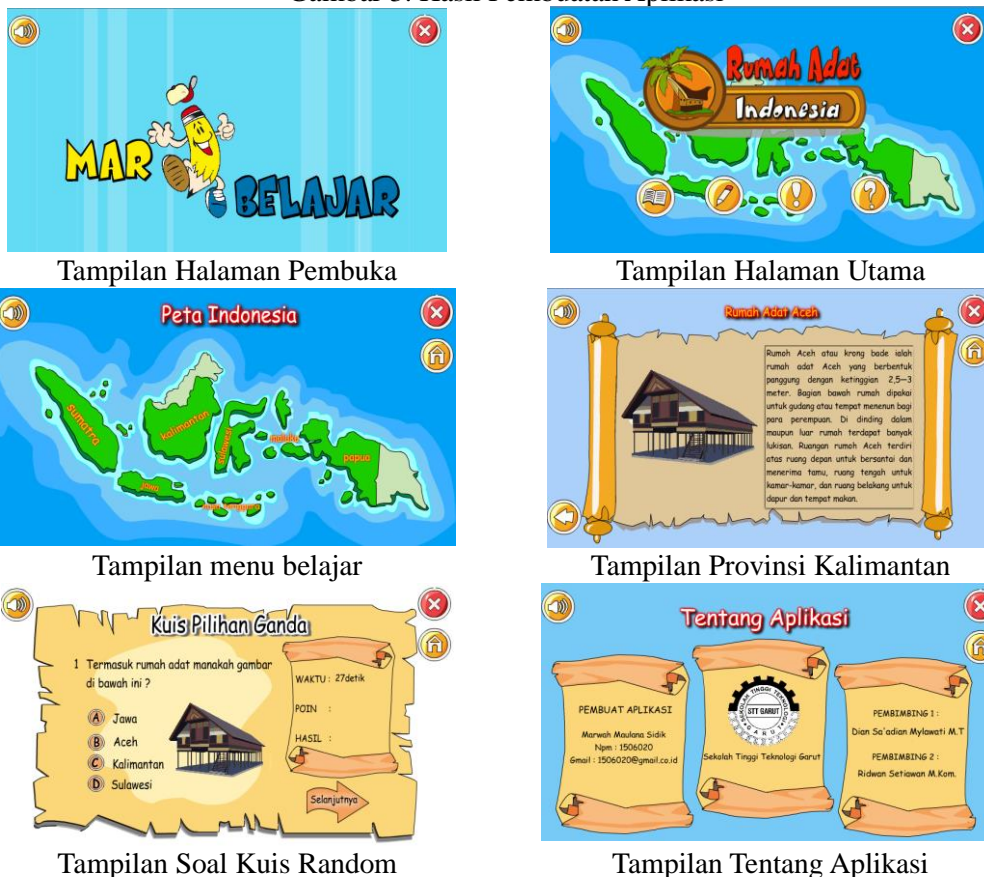 MAR
BELAJAR
Rumah Adat
Indonesia
Tampilan Halaman Pembuka
Tampilan Halaman Utama
Peta Indonesia
sumatra
kalimantan
sulawesi
maluku
papua
jawa
Rumah Adat Aceh
Rumoh Aceh atau krong bade ialah
rumah adat Aceh yang berbentuk
panggung dengan ketinggian 2,5—3
meter. Bagian bawah rumah dipakai
untuk gudang atau tempat menenun bagi
para perempuan. Di dinding dalam
maupun luar rumah terdapat banyak
lukisan. Ruangan rumoh Aceh terdiri
atas ruang depan untuk bersantai dan
menerima tamu, ruang tengah untuk
kamar-kamar, dan ruang belakang untuk
dapur dan tempat makan.
Tampilan menu belajar
Tampilan Provinsi Kalimantan
Kuis Pilihan Ganda
1 Termasuk rumah adat manakah gambar
di bawah ini ?
A Jawa
B Aceh
C Kalimantan
D Sulawesi
WAKTU : 27detik
POIN :
HASIL :
Selanjutnya
Tentang Aplikasi
PEMBUAT APLIKASI
Marwah Maulana Sidik
Npm : 1506020
Gmail : 1506020@gmail.co.id
SEKOLAH TINGGI TEKNOLOGI
STT GARUT
GARUT
Sekolah Tinggi Teknologi Garut
PEMBIMBING 1 :
Dian Sa'adian Mylawati M.T
PEMBIMBING 2 :
Ridwan Setiawan M.Kom.
Tampilan Soal Kuis Random
Tampilan Tentang Aplikasi